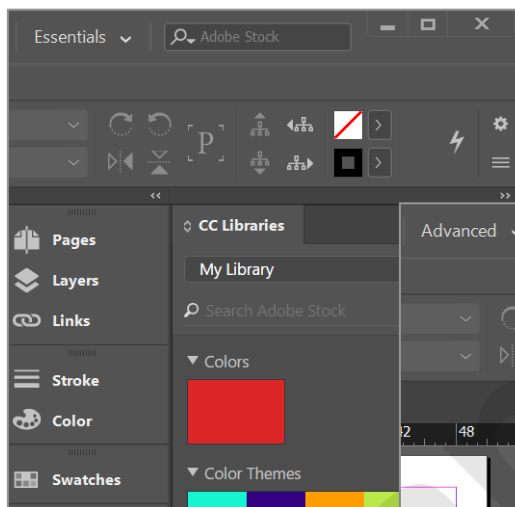 Essentials
Adobe Stock
P
CC Libraries
Pages
Advanced
My Library
Layers
Search Adobe Stock
Links
Colors
Stroke
Color
42 48
Color Themes
Swatches